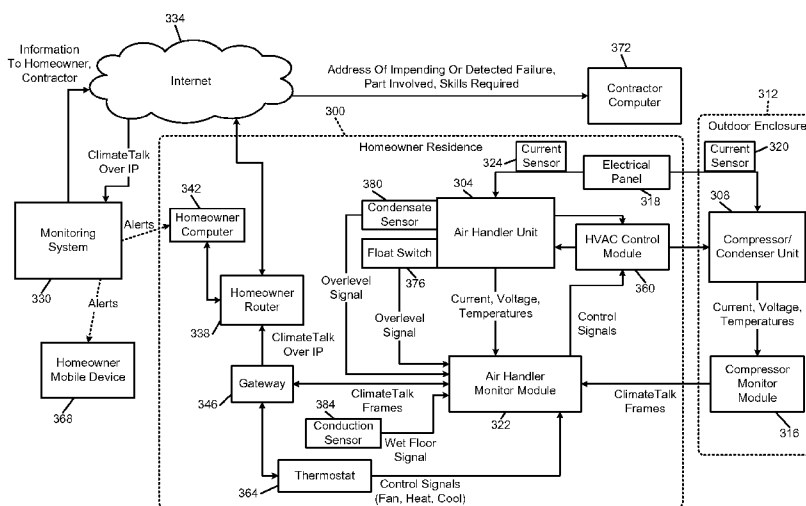 334
Information
To Homeowner,
Contractor
Internet
Address Of Impending Or Detected Failure,
Part Involved, Skills Required
372
Contractor
Computer
300
312
Homeowner Residence
Outdoor Enclosure
ClimateTalk
Over IP
324
Current
Sensor
Current
Sensor
320
Electrical
Panel
318
342
Homeowner
Computer
Alerts
380
Condensate
Sensor
304
Air Handler Unit
308
Compressor/
Condenser Unit
Monitoring
System
330
Float Switch
376
HVAC Control
Module
360
Overlevel
Signal
Homeowner
Router
338
Alerts
Current, Voltage,
Temperatures
Overlevel
Signal
Control
Signals
Current, Voltage,
Temperatures
ClimateTalk
Over IP
Homeowner
Mobile Device
368
Gateway
346
ClimateTalk
Frames
Air Handler
Monitor Module
322
ClimateTalk
Frames
Compressor
Monitor
Module
316
384
Conduction
Sensor
Wet Floor
Signal
Thermostat
364
Control Signals
(Fan, Heat, Cool)